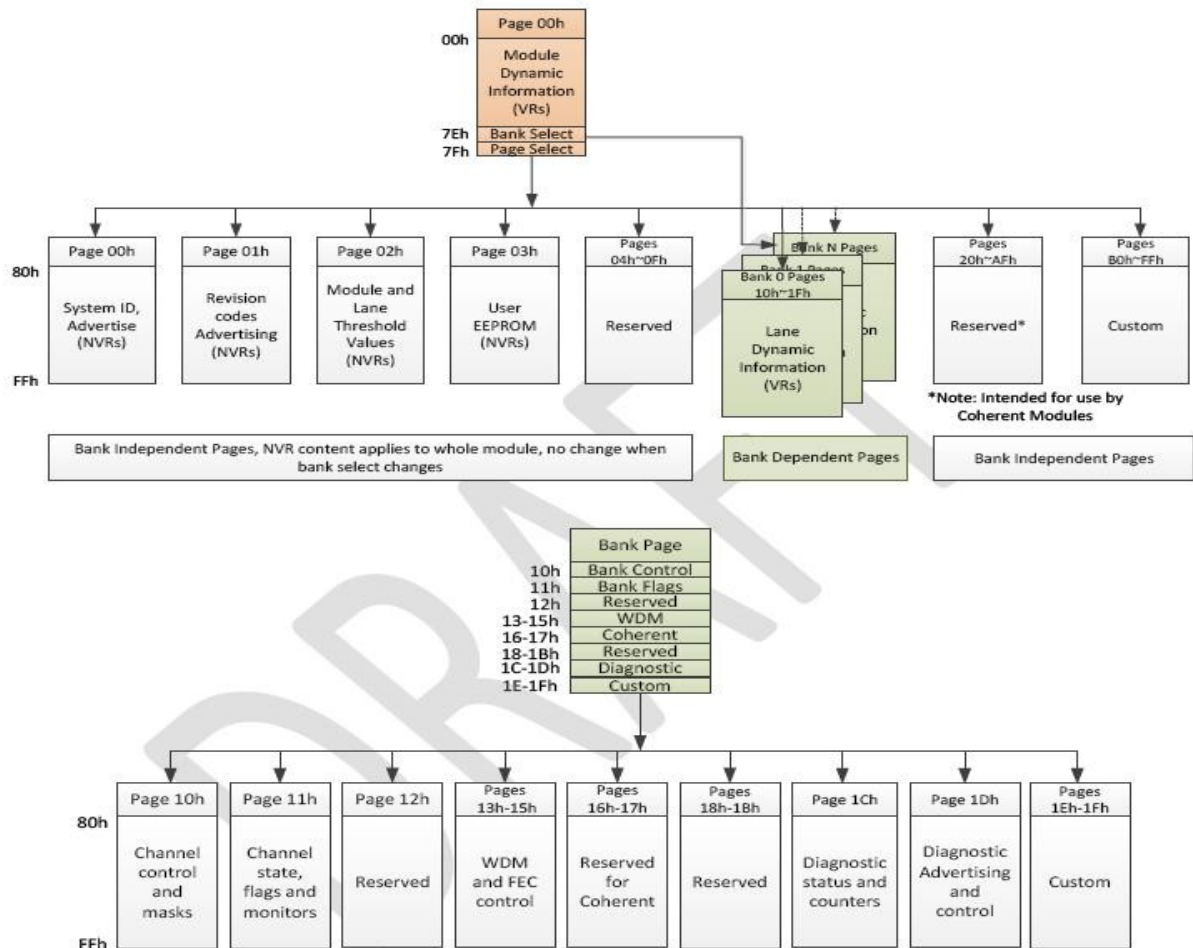 Page 00h
00h
Module
Dynamic
Information
(VRs)
7Eh
Bank Select
7Fh
Page Select
80h
FFh
Page 00h
System ID,
Advertise
(NVRs)
Page 01h
Revision
codes
Advertising
(NVRs)
Page 02h
Module and
Lane
Threshold
Values
(NVRs)
Page 03h
User
EEPROM
(NVRs)
Pages
04h~0Fh
Reserved
Bank N Pages
Bank 0 Pages
10h~1Fh
Lane
Dynamic
Information
(VRs)
Pages
20h~AFh
Reserved*
Pages
B0h~FFh
Custom
*Note: Intended for use by
Coherent Modules
Bank Independent Pages, NVR content applies to whole module, no change when
bank select changes
Bank Dependent Pages
Bank Independent Pages
DRAFT
Bank Page
10h
Bank Control
11h
Bank Flags
12h
Reserved
13-15h
WDM
16-17h
Coherent
18-1Bh
Reserved
1C-1Dh
Diagnostic
1E-1Fh
Custom
80h
FFh
Page 10h
Channel
control
and
masks
Page 11h
Channel
state,
flags and
monitors
Page 12h
Reserved
Pages
13h-15h
WDM
and FEC
control
Pages
16h-17h
Reserved
for
Coherent
Pages
18h-1Bh
Reserved
Page 1Ch
Diagnostic
status and
counters
Page 1Dh
Diagnostic
Advertising
and
control
Pages
1Eh-1Fh
Custom